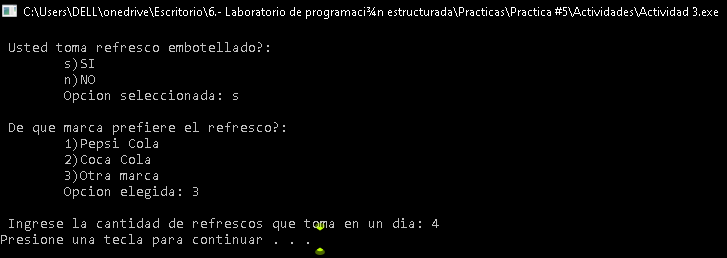 C:\Users\DELL\onedrive\Escritorio\6.- Laboratorio de programaci¾n estructurada\Practicas\Practica #5\Actividades\Actividad 3.exe
Usted toma refresco embotellado?:
s)SI
n)NO
Opcion seleccionada: s
De que marca prefiere el refresco?:
1)Pepsi Cola
2)Coca Cola
3)Otra marca
Opcion elegida: 3
Ingrese la cantidad de refrescos que toma en un dia: 4
Presione una tecla para continuar . . .